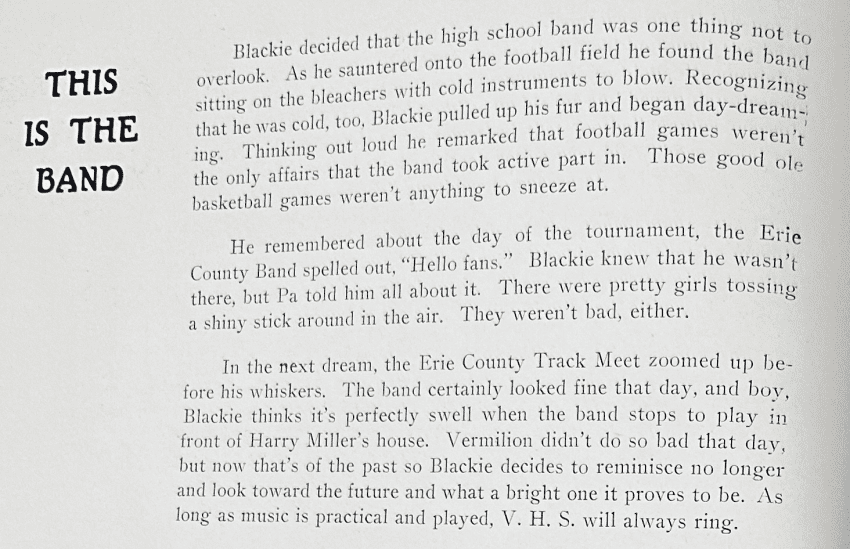 THIS
IS THE
BAND
Blackie decided that the high school band was one thing not to
overlook. As he sauntered onto the football field he found the band
sitting on the bleachers with cold instruments to blow. Recognizing
that he was cold, too, Blackie pulled up his fur and began day-dream-
ing. Thinking out loud he remarked that football games weren't
the only affairs that the band took active part in. Those good ole
basketball games weren't anything to sneeze at.
He remembered about the day of the tournament, the Erie
County Band spelled out, "Hello fans." Blackie knew that he wasn't
there, but Pa told him all about it. There were pretty girls tossing
a shiny stick around in the air. They weren't bad, either.
In the next dream, the Erie County Track Meet zoomed up be-
fore his whiskers. The band certainly looked fine that day, and boy,
Blackie thinks it's perfectly swell when the band stops to play in
front of Harry Miller's house. Vermilion didn't do so bad that day,
but now that's of the past so Blackie decides to reminisce no longer
and look toward the future and what a bright one it proves to be. As
long as music is practical and played, V. H. S. will always ring.